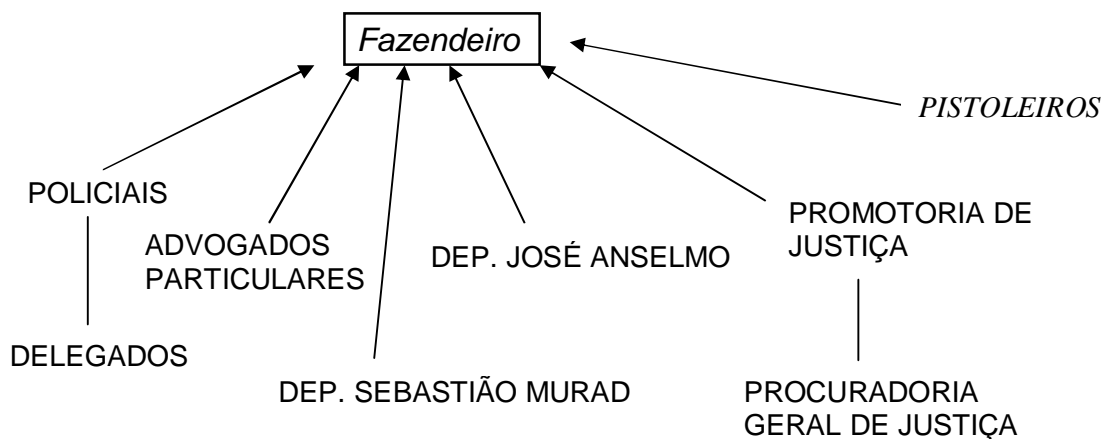 Fazendeiro
PISTOLEIROS
POLICIAIS
ADVOGADOS
PARTICULARES
DEP. JOSÉ ANSELMO
PROMOTORIA DE
JUSTIÇA
DELEGADOS
DEP. SEBASTIÃO MURAD
PROCURADORIA
GERAL DE JUSTIÇA